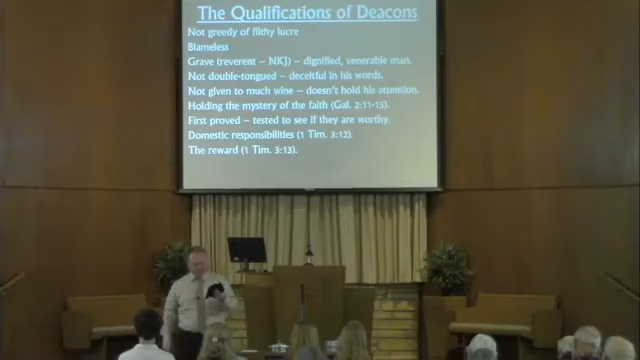 The Qualifications of Deacons
Not greedy of filthy lucre
Blameless
Grave (reverent – NKJ) – dignified, venerable man.
Not double-tongued – deceitful in his words.
Not given to much wine – doesn't hold his attention.
Holding the mystery of the faith (Gal. 2:11-15).
First proved – tested to see if they are worthy.
Domestic responsibilities (1 Tim. 3:12).
The reward (1 Tim. 3:13).